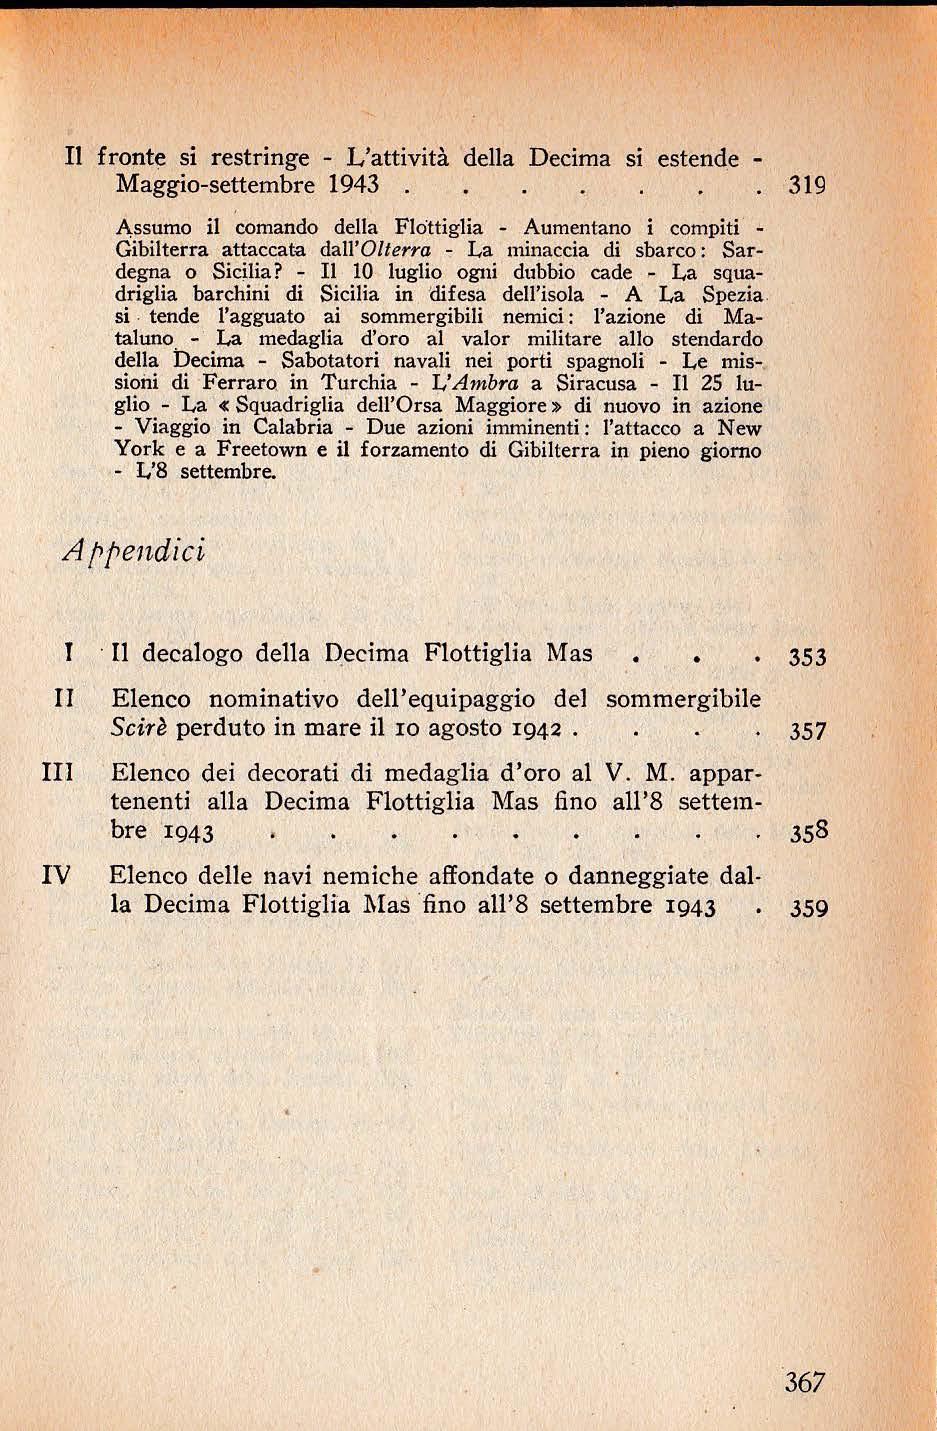 Il fronte si restringe - L'attività della Decima si estende -
Maggio-settembre 1943 . . . . . . . 319
Assumo il comando della Flottiglia - Aumentano i compiti -
Gibilterra attaccata dall'Olterra - La minaccia di sbarco: Sar-
degna o Sicilia? - Il 10 luglio ogni dubbio cade - La squa-
driglia barchini di Sicilia in difesa dell'isola - A La Spezia
si tende l'agguato ai sommergibili nemici: l'azione di Ma-
taluno - La medaglia d'oro al valor militare allo stendardo
della Decima - Sabotatori navali nei porti spagnoli - Le mis-
sioni di Ferraro in Turchia - L'Ambra a Siracusa - Il 25 lu-
glio - La « Squadriglia dell'Orsa Maggiore » di nuovo in azione
- Viaggio in Calabria - Due azioni imminenti: l'attacco a New
York e a Freetown e il forzamento di Gibilterra in pieno giorno
- L'8 settembre.
Appendici
I Il decalogo della Decima Flottiglia Mas . . . 353
II Elenco nominativo dell'equipaggio del sommergibile
Scirè perduto in mare il 10 agosto 1942 . . . . 357
III Elenco dei decorati di medaglia d'oro al V. M. appar-
tenenti alla Decima Flottiglia Mas fino all'8 settem-
bre 1943 . . . . . . . . . 358
IV Elenco delle navi nemiche affondate o danneggiate dal-
la Decima Flottiglia Mas fino all'8 settembre 1943 . 359
367